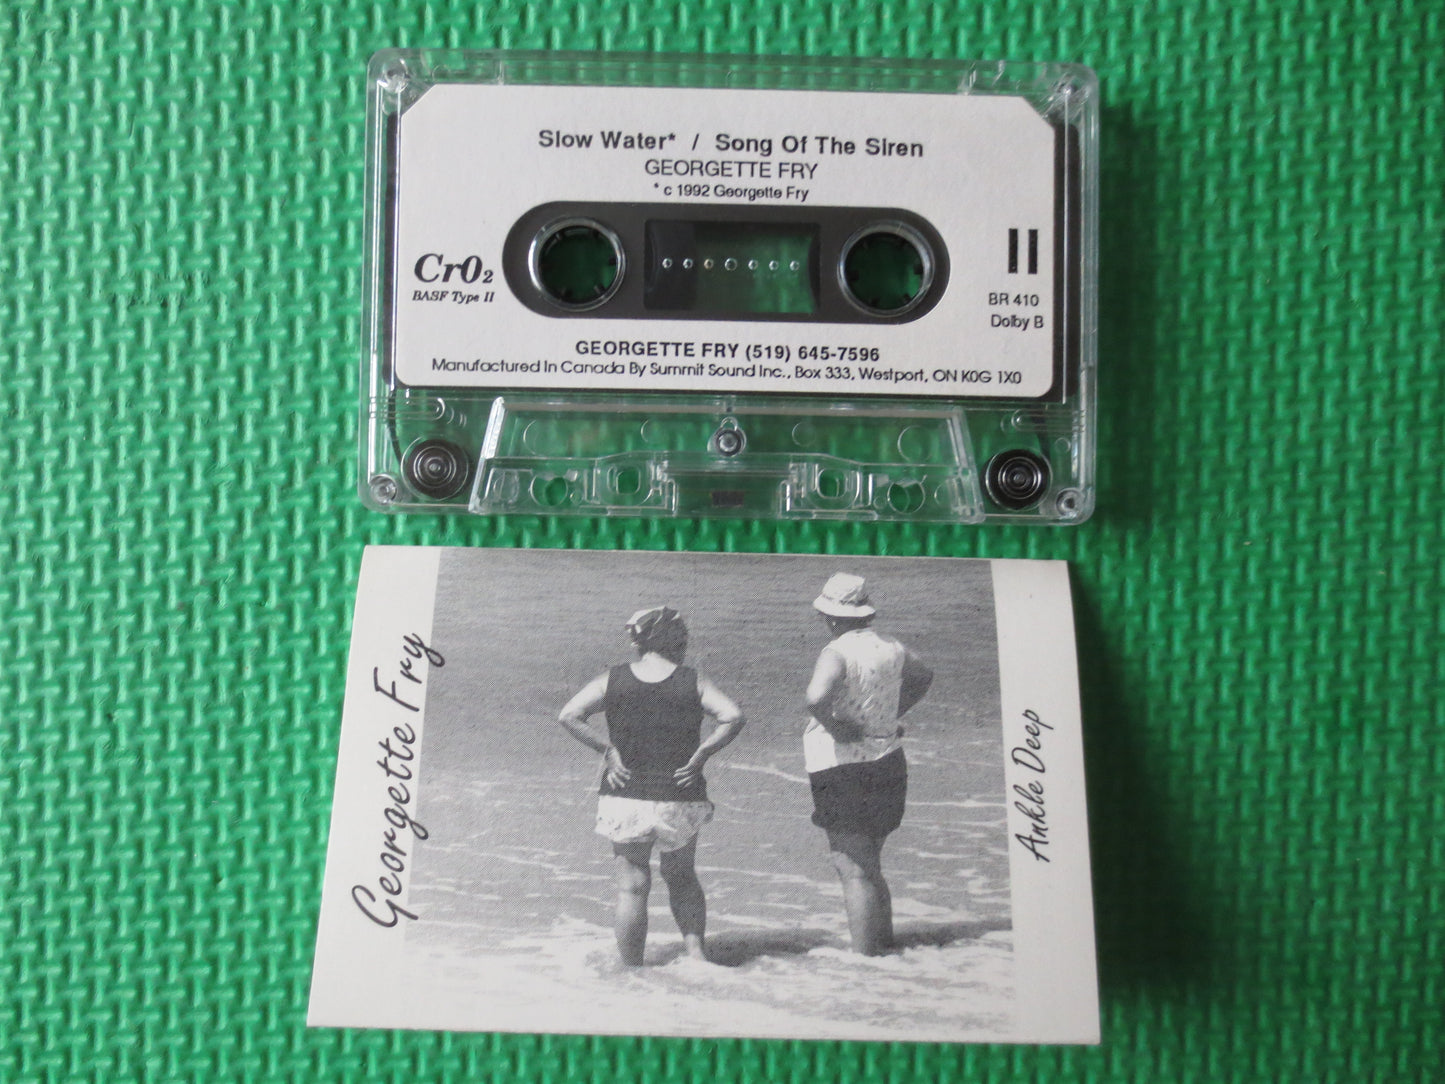 Slow Water* / Song Of The Siren
GEORGETTE FRY
* c 1992 Georgette Fry
CrO2
BASF Type II
II
BR 410
Dolby B
GEORGETTE FRY (519) 645-7596
Manufactured In Canada By Summit Sound Inc., Box 333, Westport, ON K0G 1X0
Georgette Fry
Ankle Deep